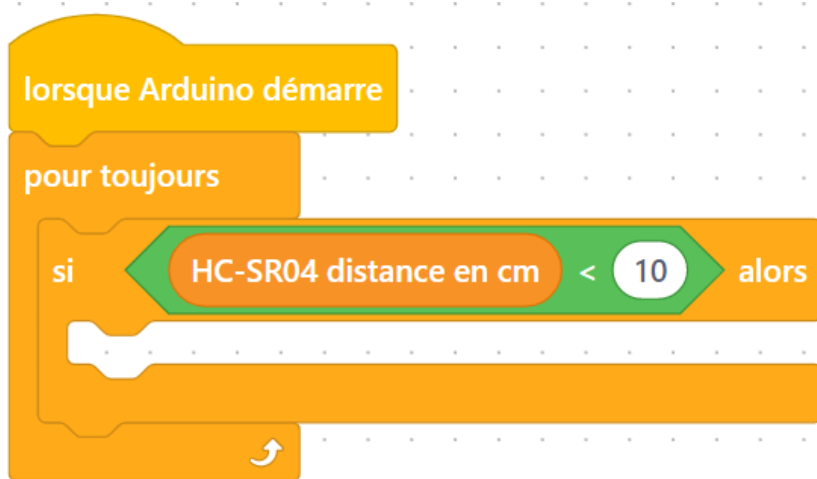 lorsque Arduino démarre
pour toujours
si HC-SR04 distance en cm < 10 alors